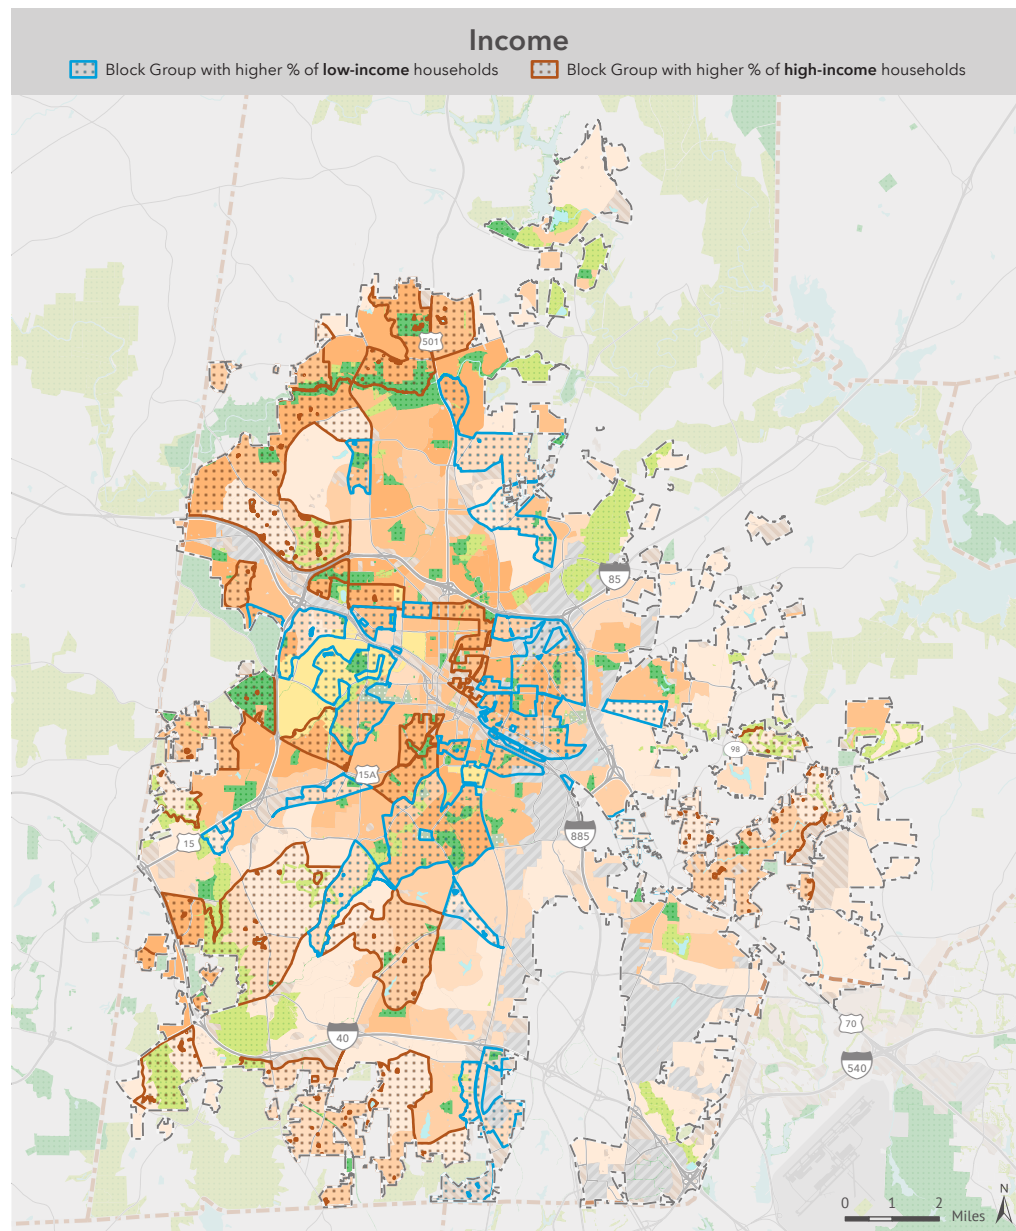 Income
Block Group with higher % of low-income households
Block Group with higher % of high-income households
501
85
98
15A
15
885
40
70
540
0 1 2 Miles
N